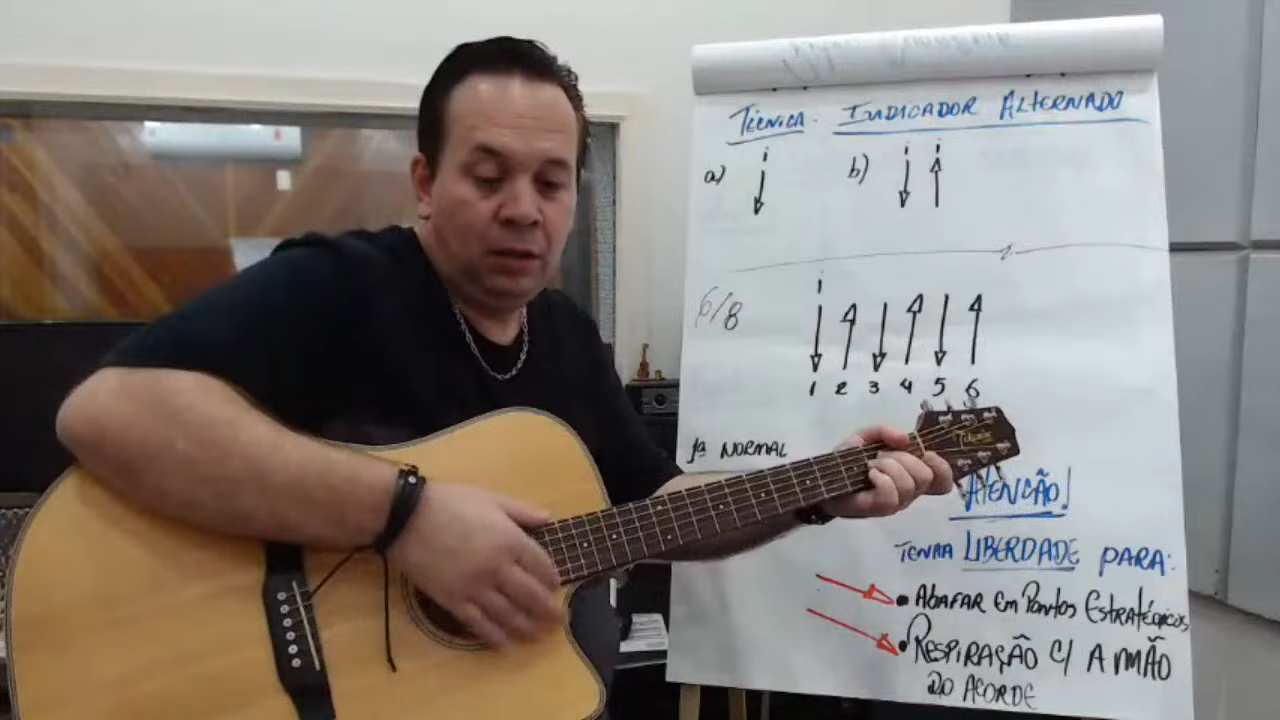 TÉCNICA: INDICADOR ALTERNADO
a) i b) i i
i
6/8
1 2 3 4 5 6
1ª NORMAL
ATENÇÃO!
TENHA LIBERDADE PARA:
• ABAFAR EM PONTOS ESTRATÉGICOS
• RESPIRAÇÃO C/ A MÃO
DO ACORDE